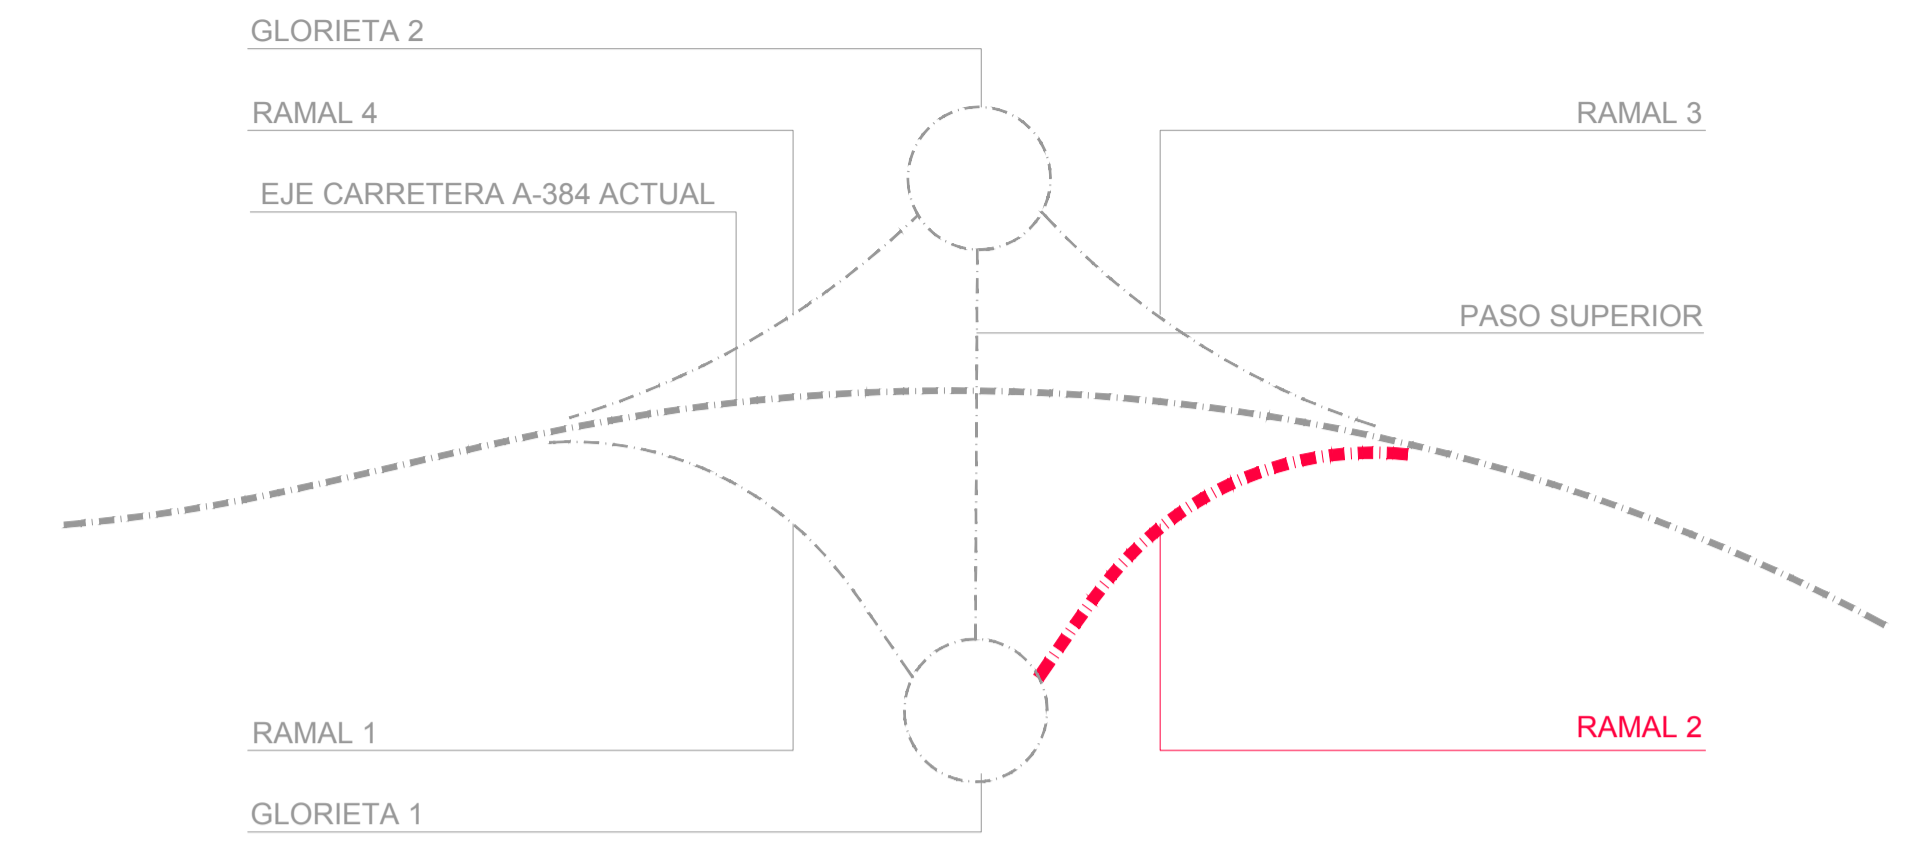 GLORIETA 2
RAMAL 4
RAMAL 3
EJE CARRETERA A-384 ACTUAL
PASO SUPERIOR
RAMAL 1
RAMAL 2
GLORIETA 1